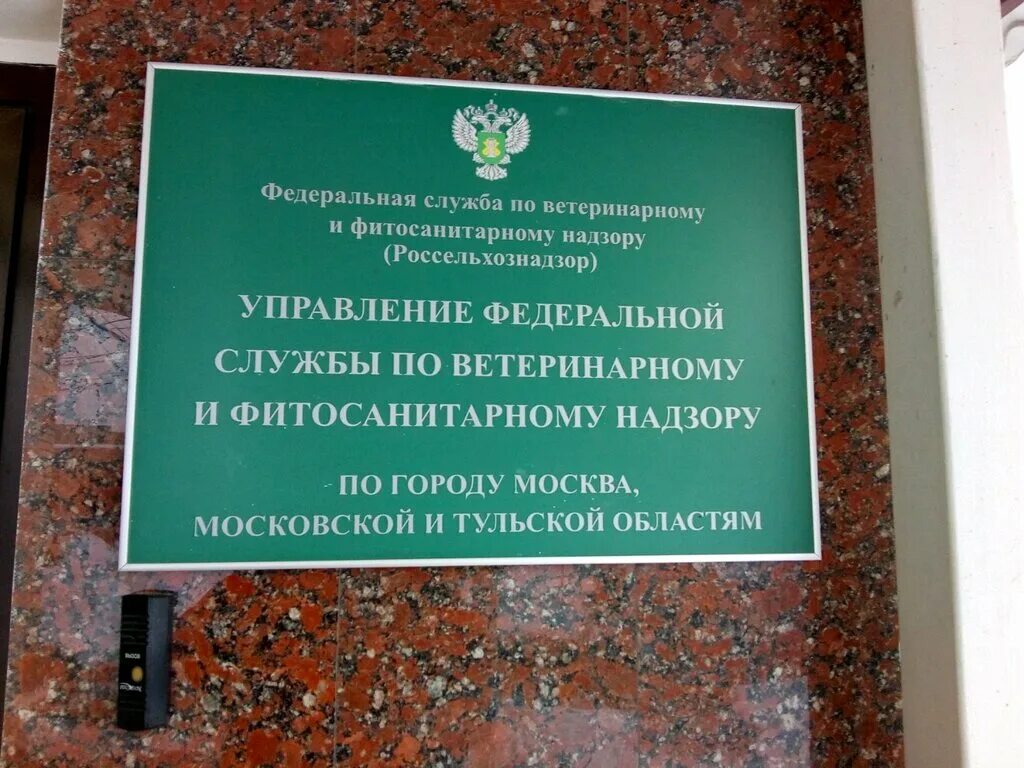 Федеральная служба по ветеринарному
и фитосанитарному надзору
(Россельхознадзор)
УПРАВЛЕНИЕ ФЕДЕРАЛЬНОЙ
СЛУЖБЫ ПО ВЕТЕРИНАРНОМУ
И ФИТОСАНИТАРНОМУ НАДЗОРУ
ПО ГОРОДУ МОСКВА,
МОСКОВСКОЙ И ТУЛЬСКОЙ ОБЛАСТЯМ